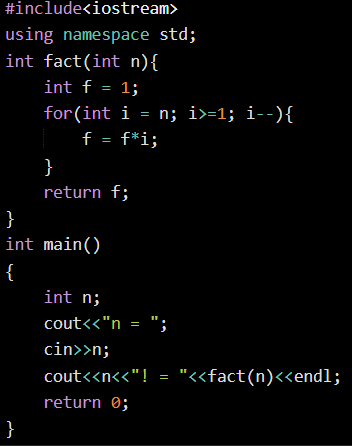 #include<iostream>
using namespace std;
int fact(int n){
    int f = 1;
    for(int i = n; i>=1; i--){
        f = f*i;
    }
    return f;
}
int main()
{
    int n;
    cout<<"n = ";
    cin>>n;
    cout<<n<<"! = "<<fact(n)<<endl;
    return 0;
}